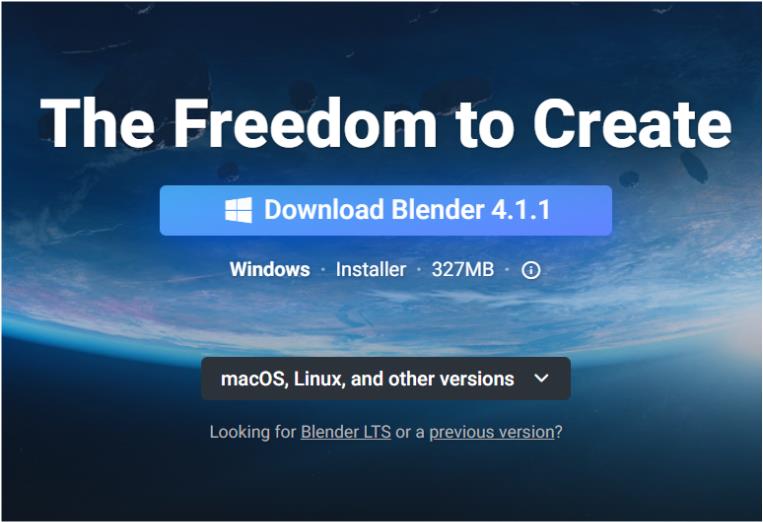 The Freedom to Create
Download Blender 4.1.1
Windows · Installer · 327MB ·
macOS, Linux, and other versions
Looking for Blender LTS or a previous version?